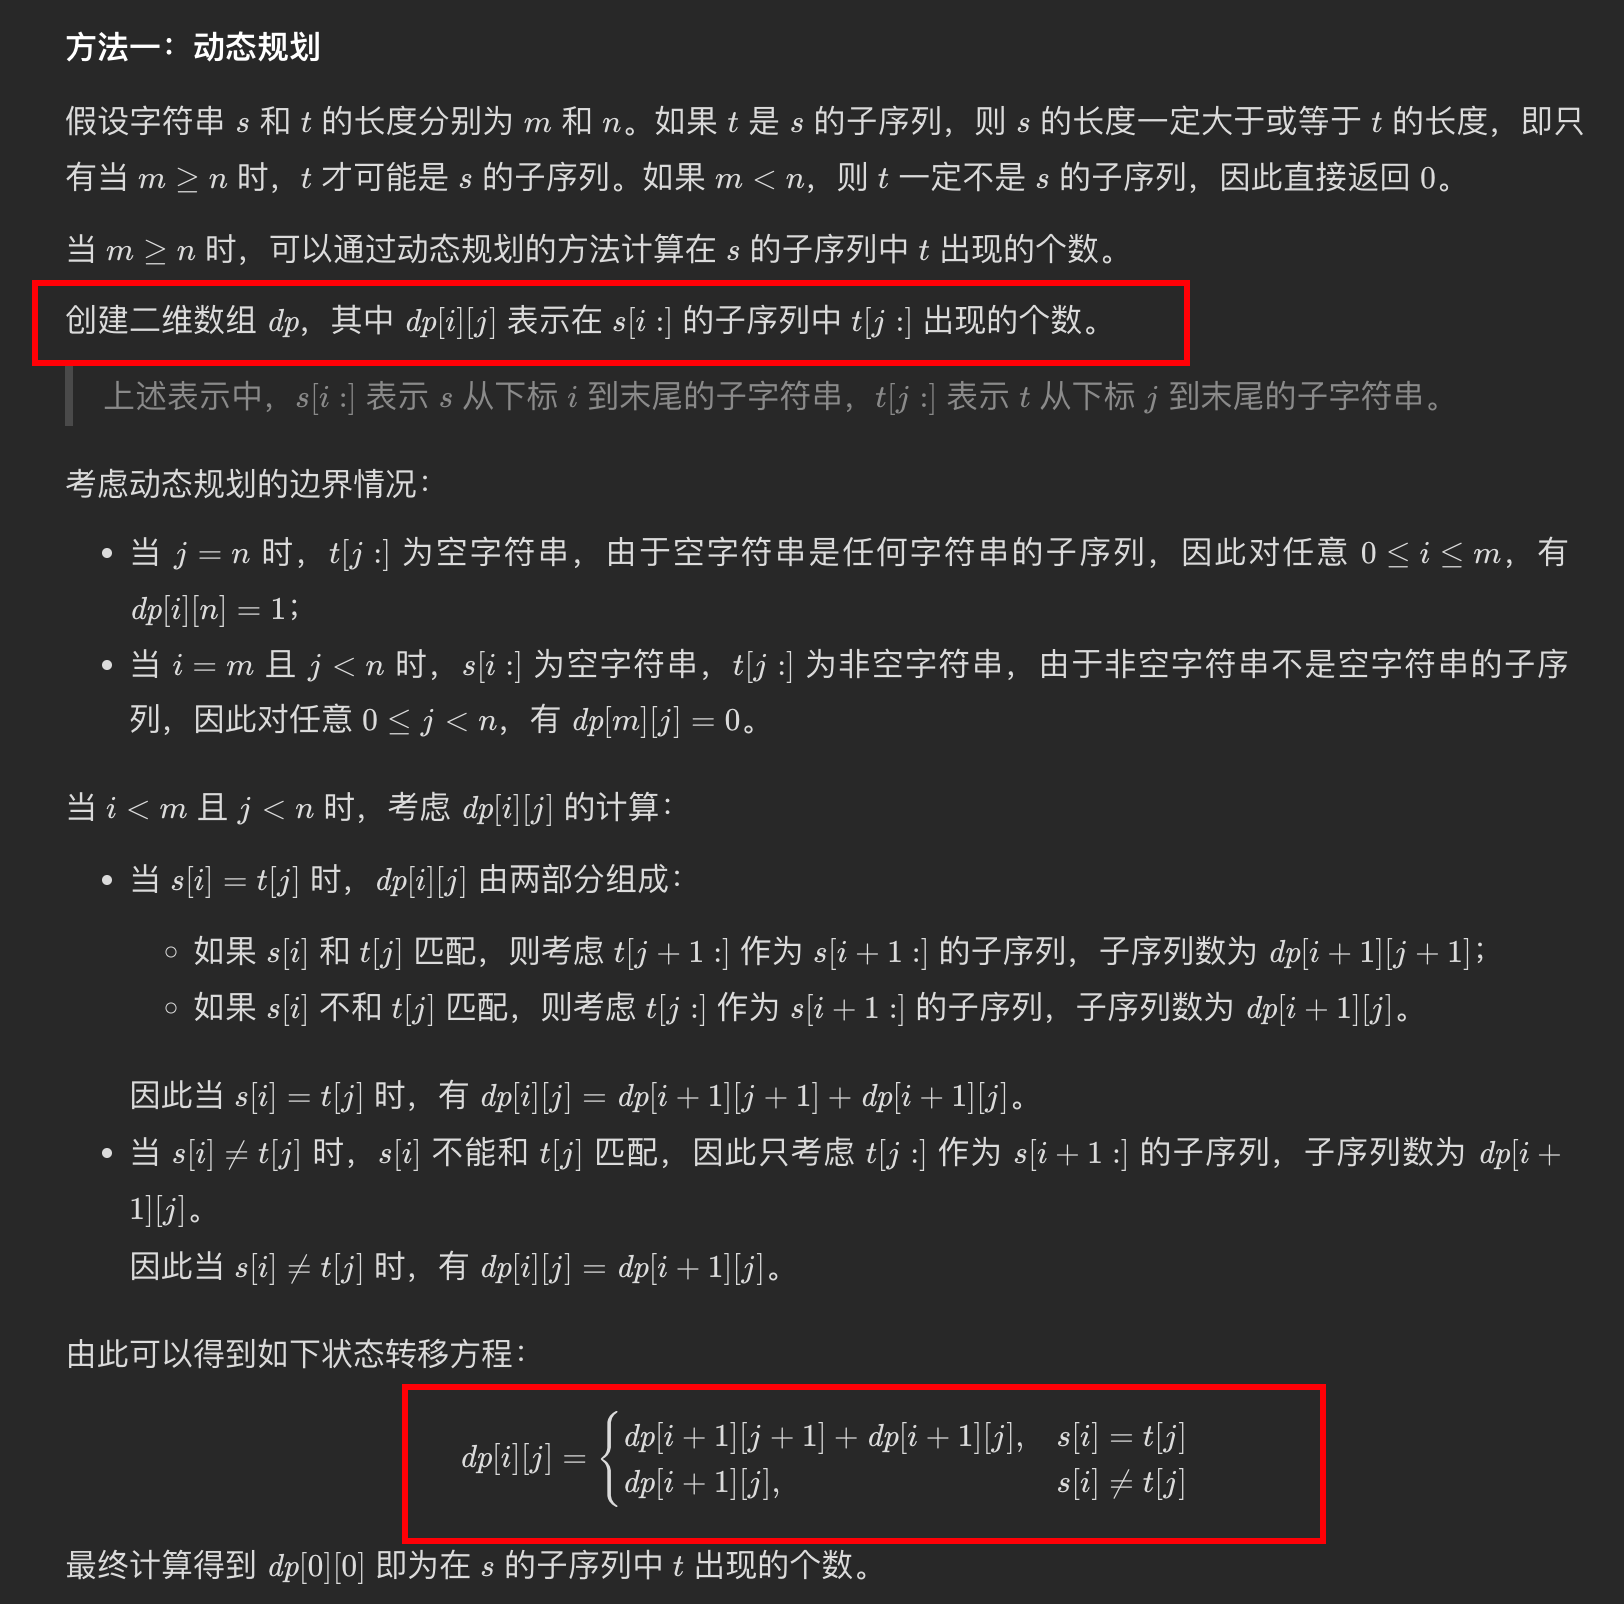 方法一：动态规划
假设字符串 s 和 t 的长度分别为 m 和 n。如果 t 是 s 的子序列，则 s 的长度一定大于或等于 t 的长度，即只
有当 m ≥ n 时，t 才可能是 s 的子序列。如果 m < n，则 t 一定不是 s 的子序列，因此直接返回 0。
当 m ≥ n 时，可以通过动态规划的方法计算在 s 的子序列中 t 出现的个数。
创建二维数组 dp，其中 dp[i][j] 表示在 s[i :] 的子序列中 t[j :] 出现的个数。
上述表示中，s[i :] 表示 s 从下标 i 到末尾的子字符串，t[j :] 表示 t 从下标 j 到末尾的子字符串。
考虑动态规划的边界情况：
• 当 j = n 时，t[j :] 为空字符串，由于空字符串是任何字符串的子序列，因此对任意 0 ≤ i ≤ m，有
dp[i][n] = 1；
• 当 i = m 且 j < n 时，s[i :] 为空字符串，t[j :] 为非空字符串，由于非空字符串不是空字符串的子序
列，因此对任意 0 ≤ j < n，有 dp[m][j] = 0。
当 i < m 且 j < n 时，考虑 dp[i][j] 的计算：
• 当 s[i] = t[j] 时，dp[i][j] 由两部分组成：
◦ 如果 s[i] 和 t[j] 匹配，则考虑 t[j + 1 :] 作为 s[i + 1 :] 的子序列，子序列数为 dp[i + 1][j + 1]；
◦ 如果 s[i] 不和 t[j] 匹配，则考虑 t[j :] 作为 s[i + 1 :] 的子序列，子序列数为 dp[i + 1][j]。
因此当 s[i] = t[j] 时，有 dp[i][j] = dp[i + 1][j + 1] + dp[i + 1][j]。
• 当 s[i] ≠ t[j] 时，s[i] 不能和 t[j] 匹配，因此只考虑 t[j :] 作为 s[i + 1 :] 的子序列，子序列数为 dp[i +
1][j]。
因此当 s[i] ≠ t[j] 时，有 dp[i][j] = dp[i + 1][j]。
由此可以得到如下状态转移方程：
dp[i][j] = {
dp[i + 1][j + 1] + dp[i + 1][j], s[i] = t[j]
dp[i + 1][j], s[i] ≠ t[j]
最终计算得到 dp[0][0] 即为在 s 的子序列中 t 出现的个数。